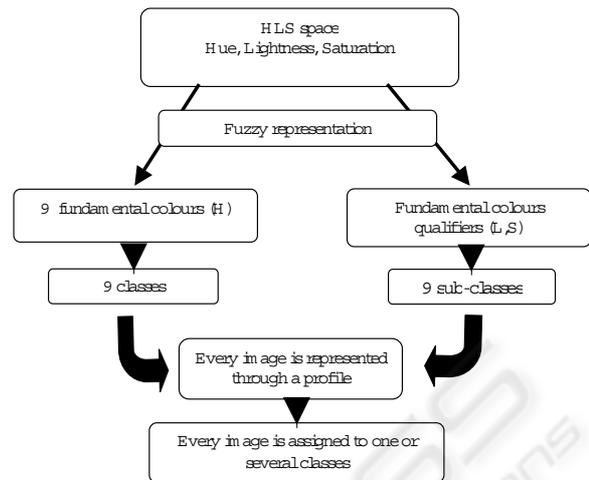 HLS space
Hue, Lightness, Saturation
Fuzzy representation
9 fundamental colours (H)
Fundamental colours
qualifiers (L,S)
9 classes
9 sub-classes
Every image is represented
through a profile
Every image is assigned to one or
several classes